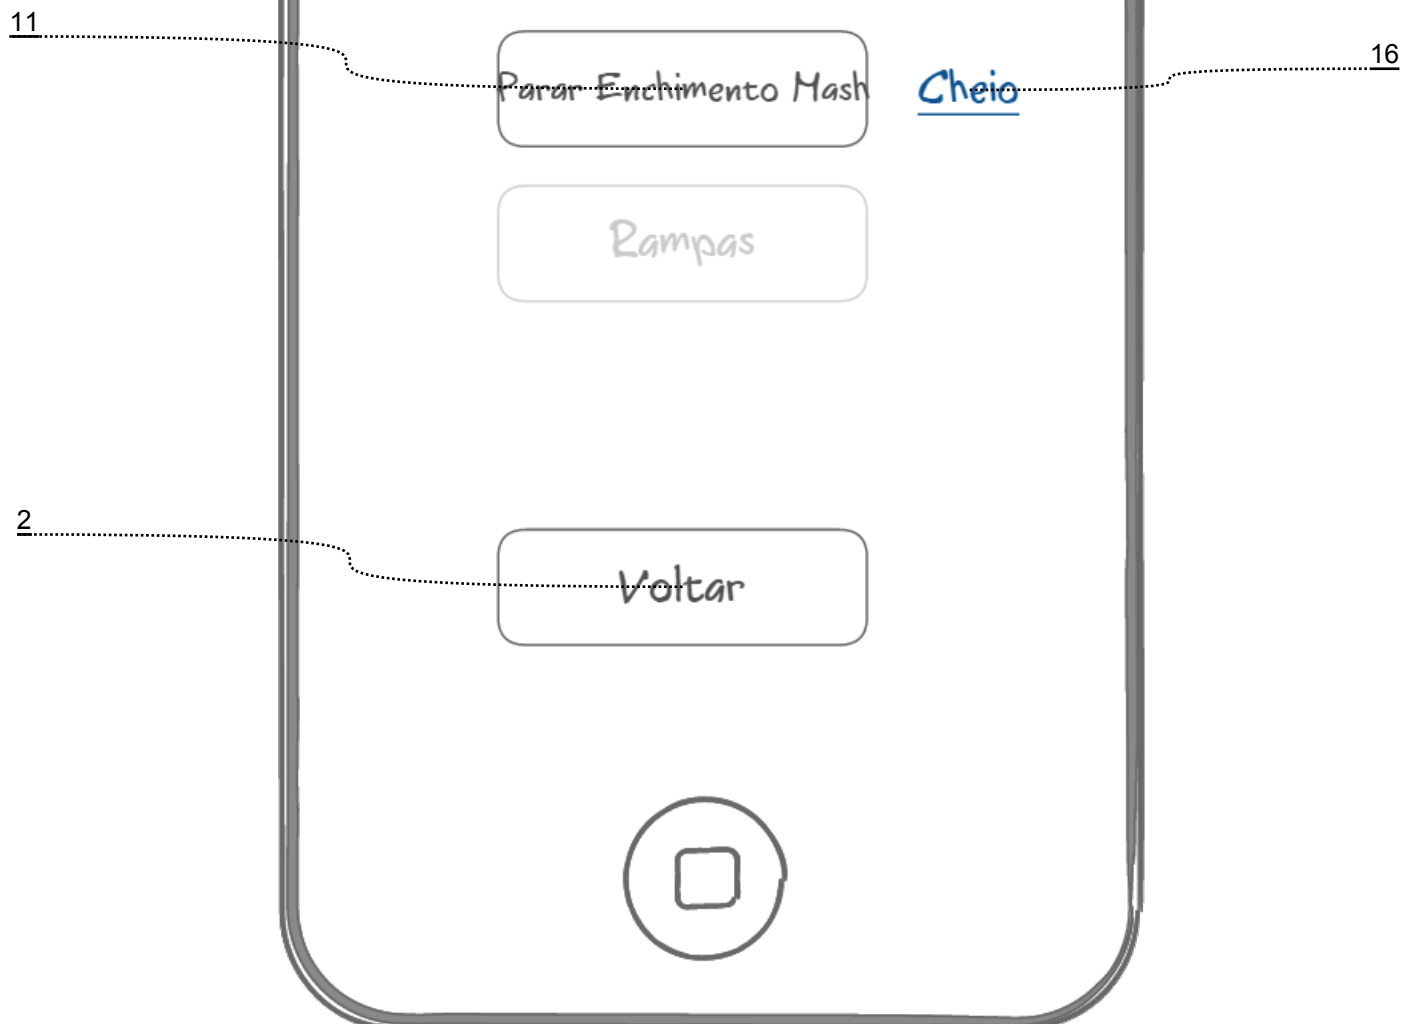 11
16
Parar Enchimento Mash
Cheio
Rampas
2
Voltar